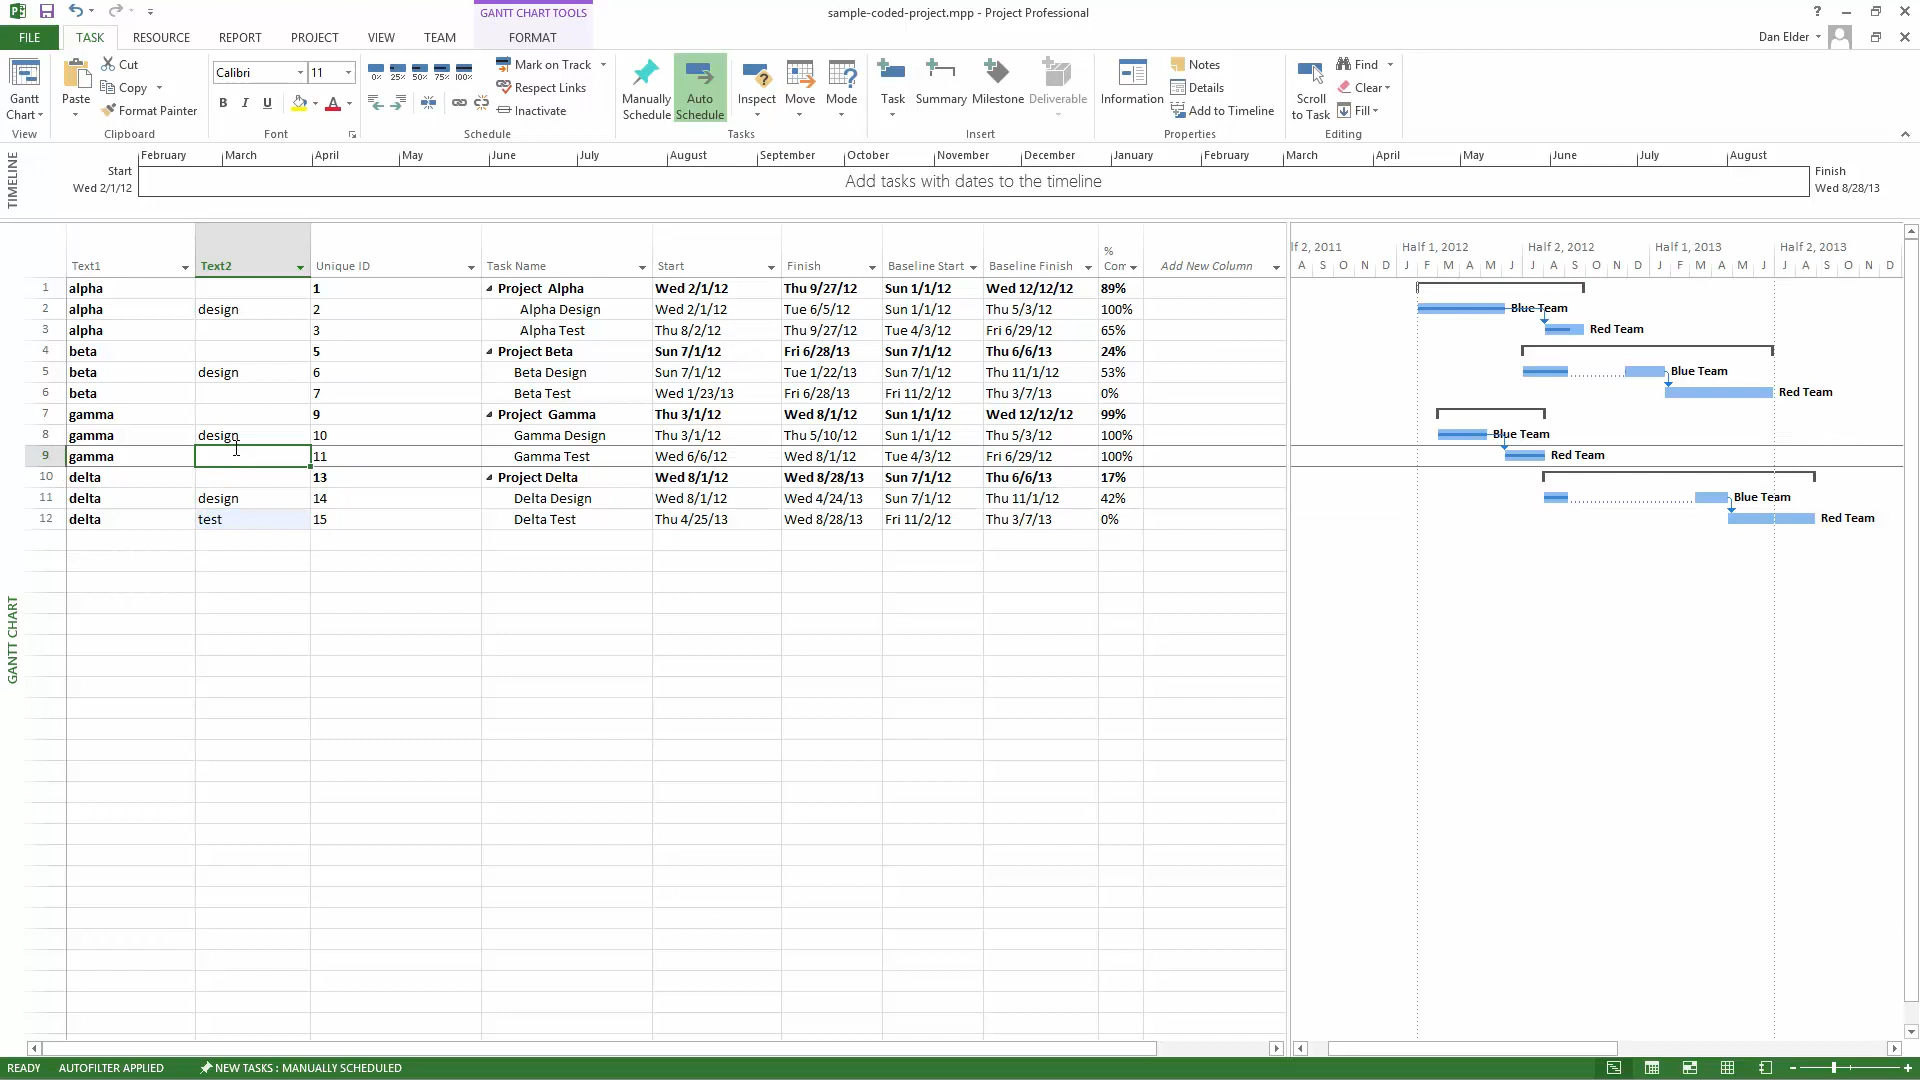 GANTT CHART TOOLS
sample-coded-project.mpp - Project Professional
?
FILE TASK RESOURCE REPORT PROJECT VIEW TEAM FORMAT
Dan Elder
Gantt Chart
View
Paste
Cut
Copy
Format Painter
Clipboard
Calibri 11
B I U A
Font
0% 25% 50% 75% 100%
Mark on Track
Respect Links
Inactivate
Schedule
Manually Schedule
Auto Schedule
Inspect
Move
Mode
Tasks
Task
Summary
Milestone
Deliverable
Insert
Information
Notes
Details
Add to Timeline
Properties
Scroll to Task
Find
Clear
Fill
Editing
TIMELINE
February March April May June July August September October November December January February March April May June July August
Start
Wed 2/1/12
Add tasks with dates to the timeline
Finish
Wed 8/28/13
Text1 Text2 Unique ID Task Name Start Finish Baseline Start Baseline Finish % Com Add New Column
lf 2, 2011 Half 1, 2012 Half 2, 2012 Half 1, 2013 Half 2, 2013
A S O N D J F M A M J J A S O N D J F M A M J J A S O N D
1 alpha 1 Project Alpha Wed 2/1/12 Thu 9/27/12 Sun 1/1/12 Wed 12/12/12 89%
2 alpha design 2 Alpha Design Wed 2/1/12 Tue 6/5/12 Sun 1/1/12 Thu 5/3/12 100% Blue Team
3 alpha 3 Alpha Test Thu 8/2/12 Thu 9/27/12 Tue 4/3/12 Fri 6/29/12 65% Red Team
4 beta 5 Project Beta Sun 7/1/12 Fri 6/28/13 Sun 7/1/12 Thu 6/6/13 24%
5 beta design 6 Beta Design Sun 7/1/12 Tue 1/22/13 Sun 7/1/12 Thu 11/1/12 53% Blue Team
6 beta 7 Beta Test Wed 1/23/13 Fri 6/28/13 Fri 11/2/12 Thu 3/7/13 0% Red Team
7 gamma 9 Project Gamma Thu 3/1/12 Wed 8/1/12 Sun 1/1/12 Wed 12/12/12 99%
8 gamma design 10 Gamma Design Thu 3/1/12 Thu 5/10/12 Sun 1/1/12 Thu 5/3/12 100% Blue Team
9 gamma 11 Gamma Test Wed 6/6/12 Wed 8/1/12 Tue 4/3/12 Fri 6/29/12 100% Red Team
10 delta 13 Project Delta Wed 8/1/12 Wed 8/28/13 Sun 7/1/12 Thu 6/6/13 17%
11 delta design 14 Delta Design Wed 8/1/12 Wed 4/24/13 Sun 7/1/12 Thu 11/1/12 42% Blue Team
12 delta test 15 Delta Test Thu 4/25/13 Wed 8/28/13 Fri 11/2/12 Thu 3/7/13 0% Red Team
GANTT CHART
READY AUTOFILTER APPLIED NEW TASKS : MANUALLY SCHEDULED